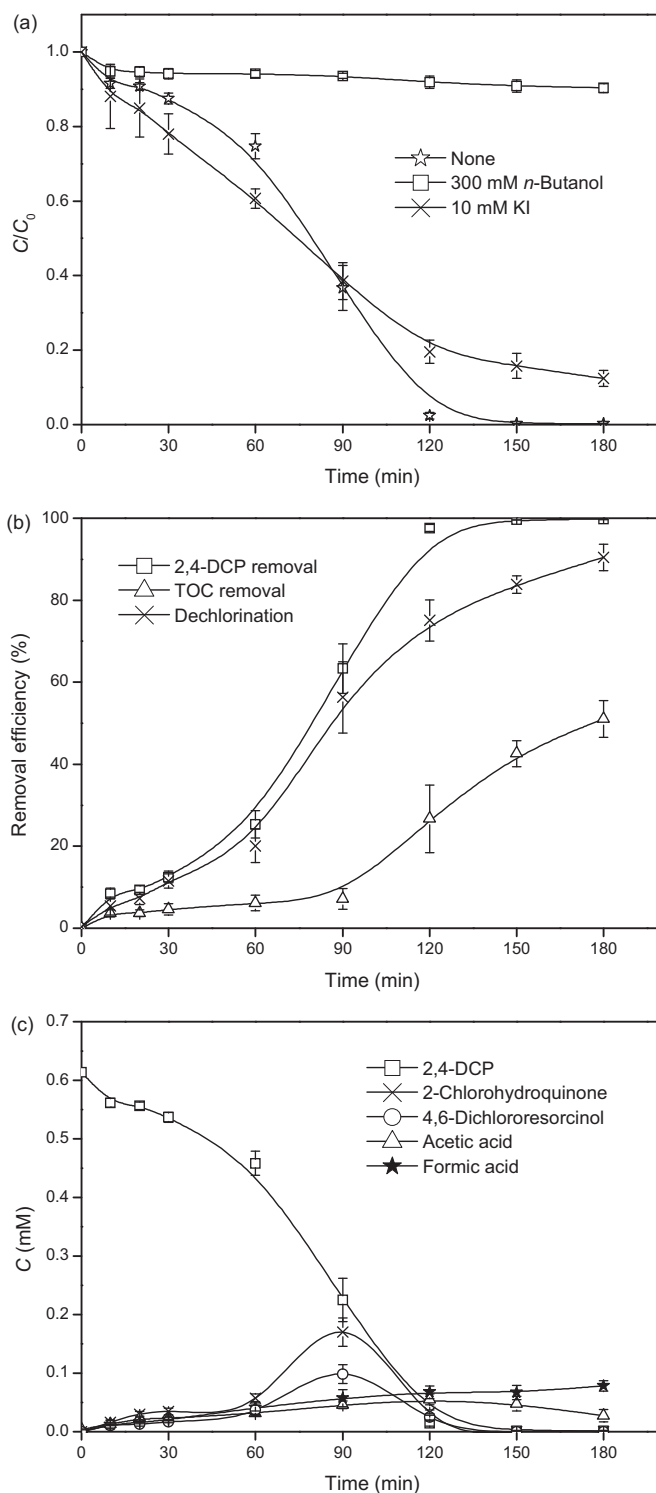 (a)
1.0
0.8
0.6
0.4
0.2
0.0
C/C0
None
300 mM n-Butanol
10 mM KI
0 30 60 90 120 150 180
Time (min)
(b)
100
80
60
40
20
0
Removal efficiency (%)
2,4-DCP removal
TOC removal
Dechlorination
0 30 60 90 120 150 180
Time (min)
(c)
0.7
0.6
0.5
0.4
0.3
0.2
0.1
0.0
C (mM)
2,4-DCP
2-Chlorohydroquinone
4,6-Dichlororesorcinol
Acetic acid
Formic acid
0 30 60 90 120 150 180
Time (min)